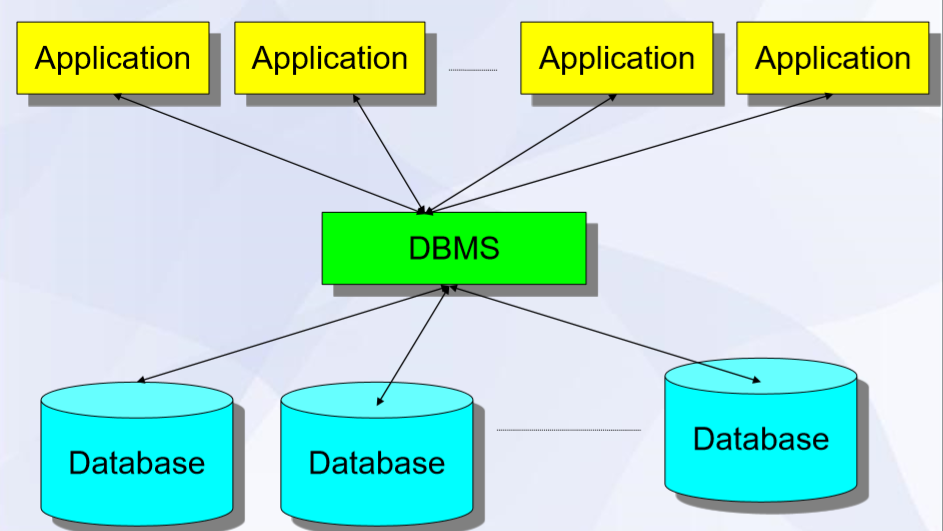 Application
Application
Application
Application
DBMS
Database
Database
Database